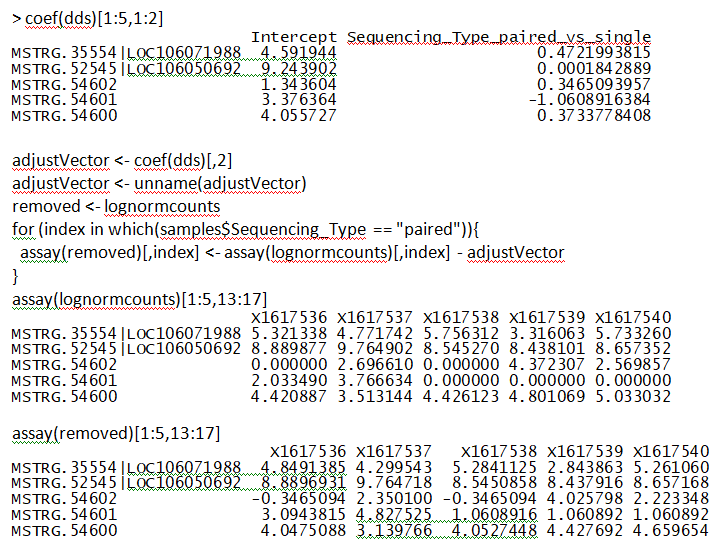 > coef(dds)[1:5,1:2]
Intercept Sequencing_Type_paired_vs_single
MSTRG.35554|LOC106071988 4.591944 0.4721993815
MSTRG.52545|LOC106050692 9.243902 0.0001842889
MSTRG.54602 1.343604 0.3465093957
MSTRG.54601 3.376364 -1.0608916384
MSTRG.54600 4.055727 0.3733778408
adjustVector <- coef(dds)[,2]
adjustVector <- unname(adjustVector)
removed <- lognormcounts
for (index in which(samples$Sequencing_Type == "paired")){
assay(removed)[,index] <- assay(lognormcounts)[,index] - adjustVector
}
assay(lognormcounts)[1:5,13:17]
X1617536 X1617537 X1617538 X1617539 X1617540
MSTRG.35554|LOC106071988 5.321338 4.771742 5.756312 3.316063 5.733260
MSTRG.52545|LOC106050692 8.889877 9.764902 8.545270 8.438101 8.657352
MSTRG.54602 0.000000 2.696610 0.000000 4.372307 2.569857
MSTRG.54601 2.033490 3.766634 0.000000 0.000000 0.000000
MSTRG.54600 4.420887 3.513144 4.426123 4.801069 5.033032
assay(removed)[1:5,13:17]
X1617536 X1617537 X1617538 X1617539 X1617540
MSTRG.35554|LOC106071988 4.8491385 4.299543 5.2841125 2.843863 5.261060
MSTRG.52545|LOC106050692 8.8896931 9.764718 8.5450858 8.437916 8.657168
MSTRG.54602 -0.3465094 2.350100 -0.3465094 4.025798 2.223348
MSTRG.54601 3.0943815 4.827525 1.0608916 1.060892 1.060892
MSTRG.54600 4.0475088 3.139766 4.0527448 4.427692 4.659654